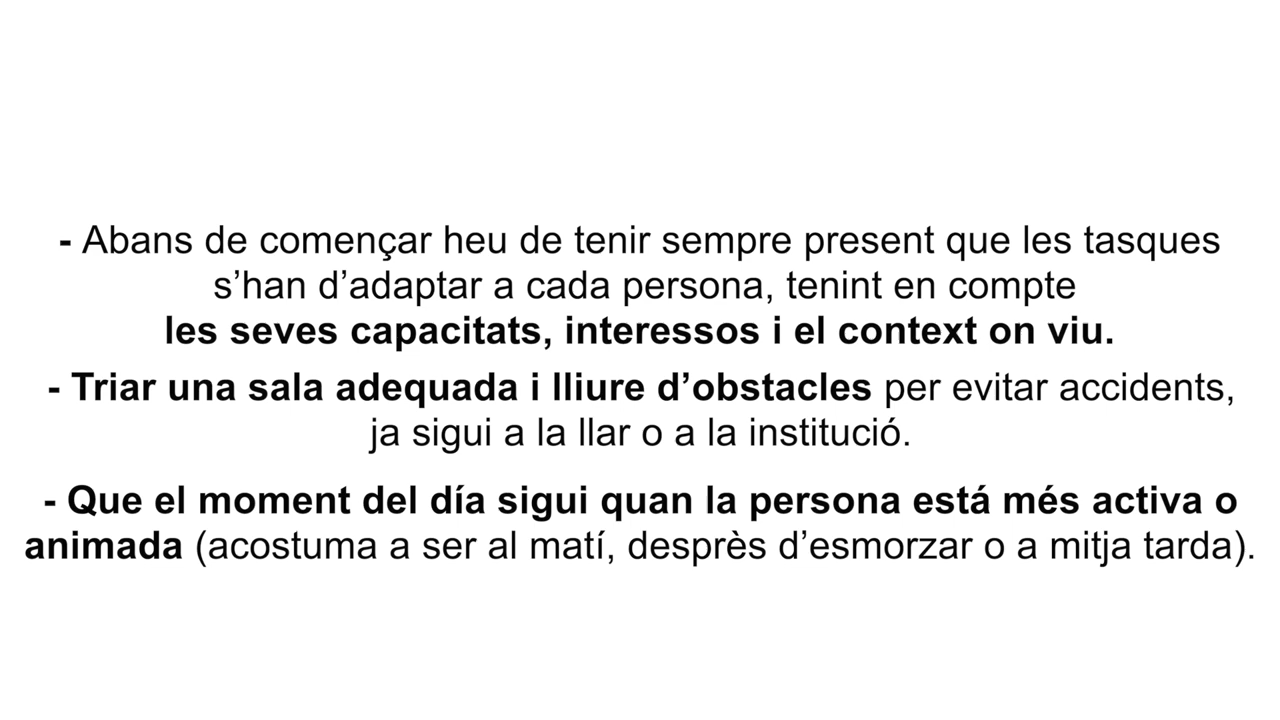 - Abans de començar heu de tenir sempre present que les tasques
s’han d’adaptar a cada persona, tenint en compte
les seves capacitats, interessos i el context on viu.
- Triar una sala adequada i lliure d’obstacles per evitar accidents,
ja sigui a la llar o a la institució.
- Que el moment del día sigui quan la persona está més activa o
animada (acostuma a ser al matí, desprès d’esmorzar o a mitja tarda).